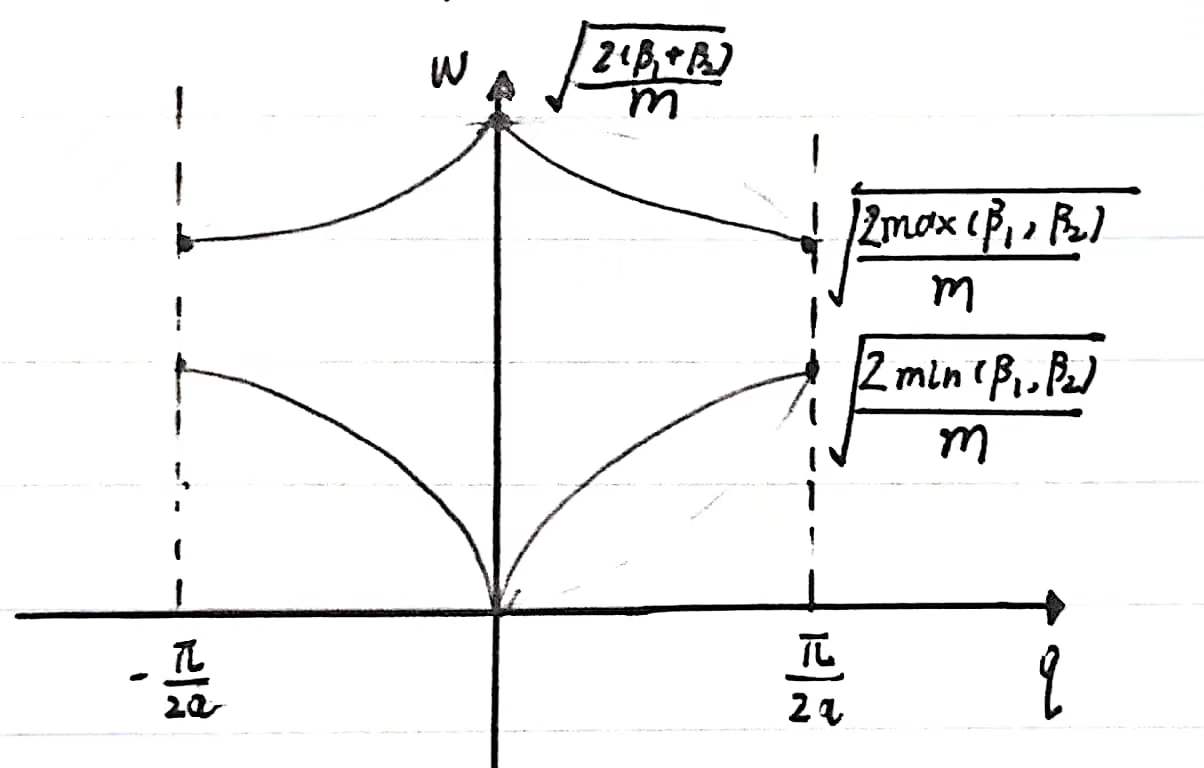 w
√(2(β₁+β₂)/m)
√(2max(β₁, β₂)/m)
√(2min(β₁, β₂)/m)
-π/2a
π/2a
q